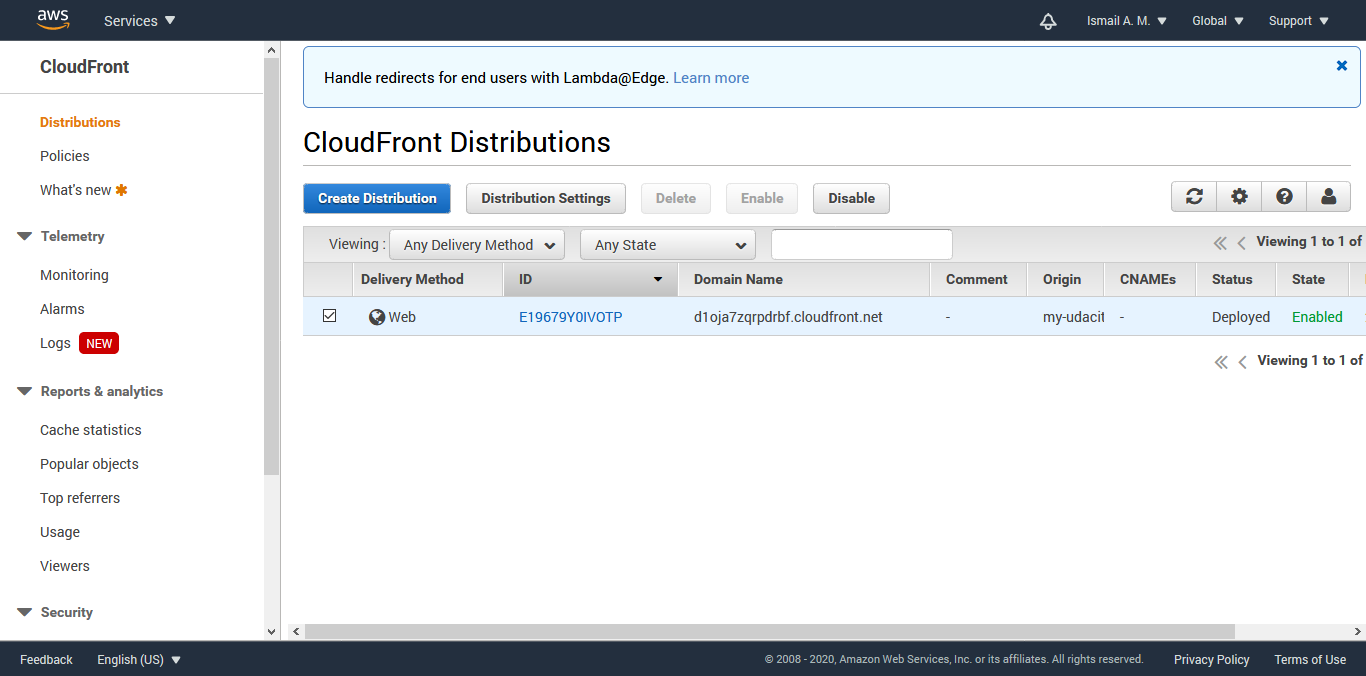 aws Services Ismail A. M. Global Support
CloudFront
Distributions
Policies
What's new
Telemetry
Monitoring
Alarms
Logs NEW
Reports & analytics
Cache statistics
Popular objects
Top referrers
Usage
Viewers
Security
Handle redirects for end users with Lambda@Edge. Learn more
CloudFront Distributions
Create Distribution Distribution Settings Delete Enable Disable
Viewing : Any Delivery Method Any State Viewing 1 to 1 of
Delivery Method ID Domain Name Comment Origin CNAMEs Status State
Web E19679Y0IVOTP d1oja7zqrpdrbf.cloudfront.net - my-udacit - Deployed Enabled
Viewing 1 to 1 of
Feedback English (US) © 2008 - 2020, Amazon Web Services, Inc. or its affiliates. All rights reserved. Privacy Policy Terms of Use